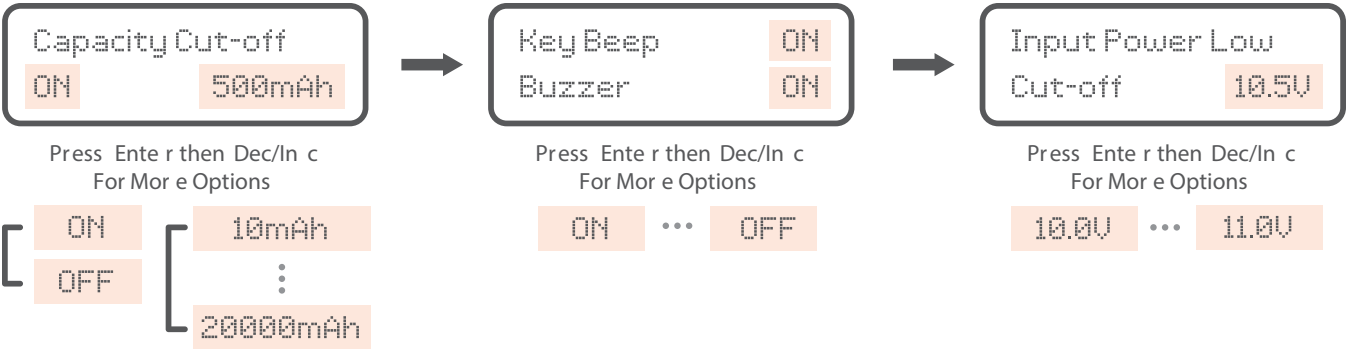 Capacity Cut-off
ON 500mAh
Press Ente r then Dec/In c
For Mor e Options
ON 10mAh
OFF
20000mAh
Key Beep ON
Buzzer ON
Press Ente r then Dec/In c
For Mor e Options
ON ••• OFF
Input Power Low
Cut-off 10.5V
Press Ente r then Dec/In c
For Mor e Options
10.0V ••• 11.0V